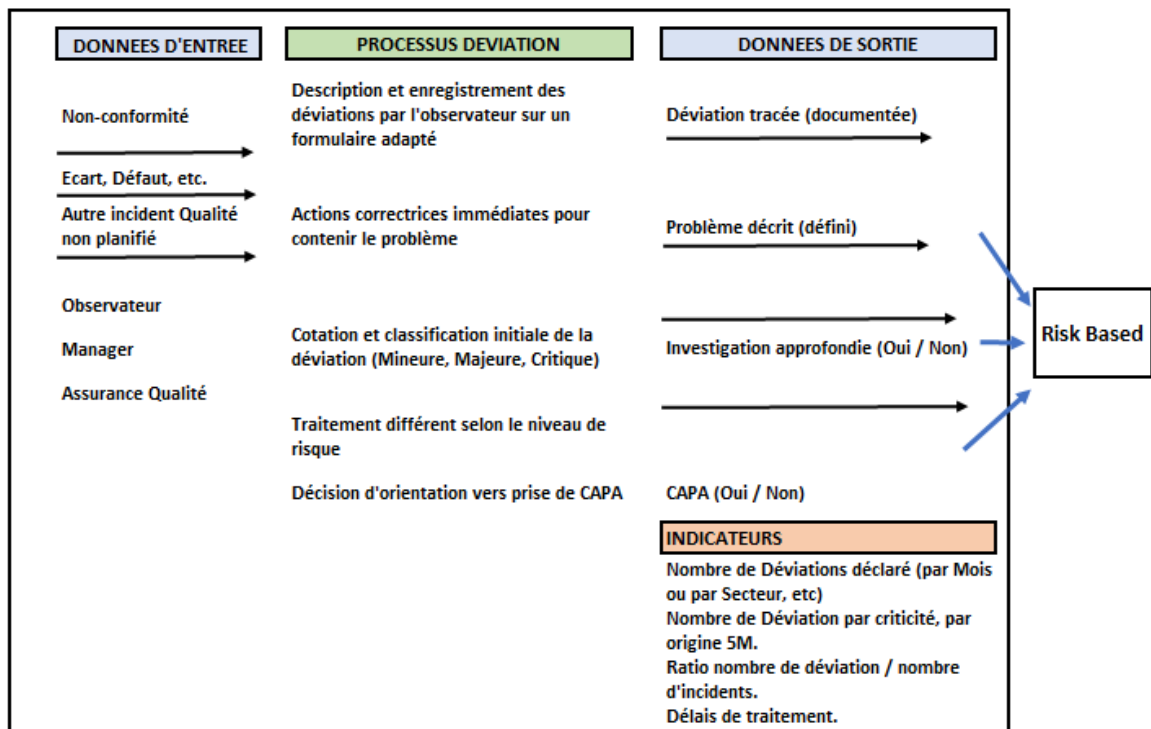 DONNEES D'ENTREE
PROCESSUS DEVIATION
DONNEES DE SORTIE
Non-conformité
Ecart, Défaut, etc.
Autre incident Qualité
non planifié
Observateur
Manager
Assurance Qualité
Description et enregistrement des
déviations par l'observateur sur un
formulaire adapté
Actions correctrices immédiates pour
contenir le problème
Cotation et classification initiale de la
déviation (Mineure, Majeure, Critique)
Traitement différent selon le niveau de
risque
Décision d'orientation vers prise de CAPA
Déviation tracée (documentée)
Problème décrit (défini)
Investigation approfondie (Oui / Non)
CAPA (Oui / Non)
INDICATEURS
Nombre de Déviations déclaré (par Mois
ou par Secteur, etc)
Nombre de Déviation par criticité, par
origine 5M.
Ratio nombre de déviation / nombre
d'incidents.
Délais de traitement.
Risk Based